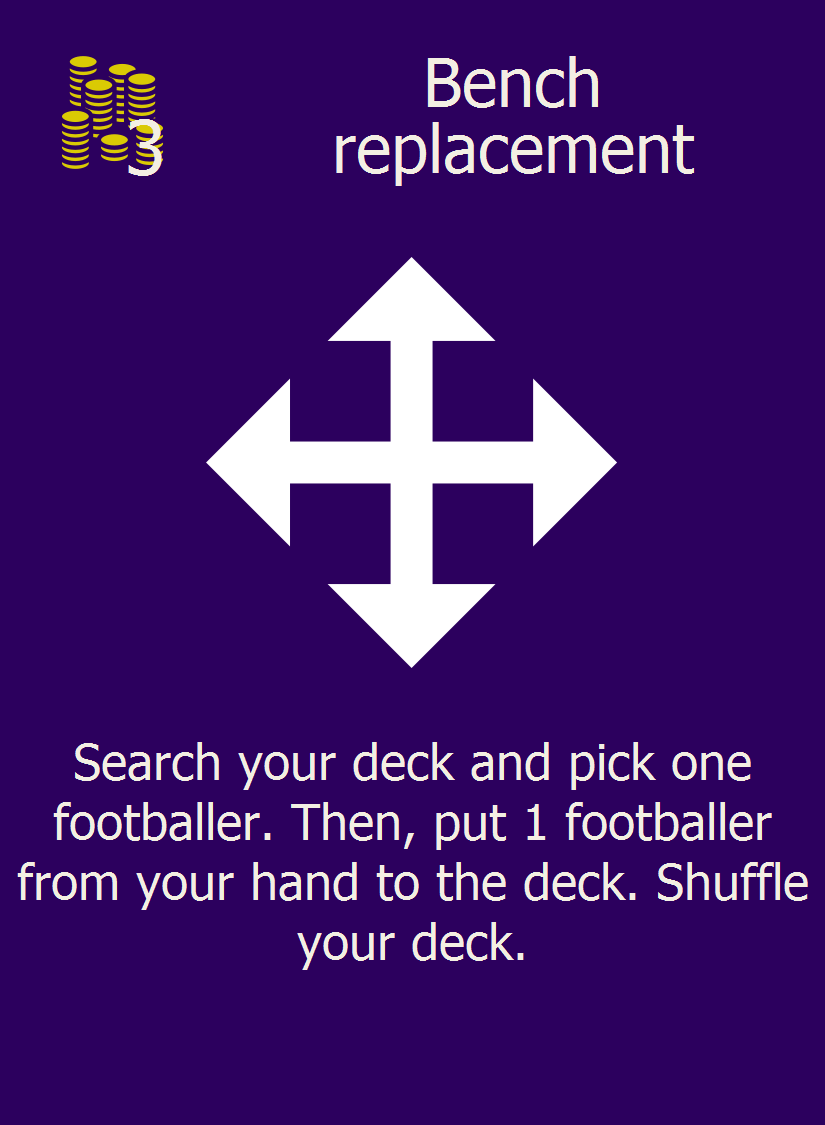 3
Bench
replacement
Search your deck and pick one
footballer. Then, put 1 footballer
from your hand to the deck. Shuffle
your deck.